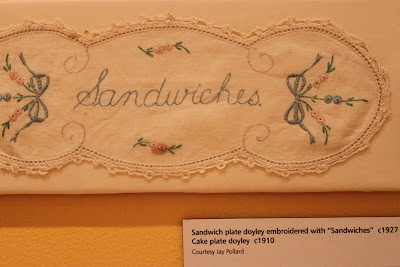 Sandwiches.
Sandwich plate doyley embroidered with "Sandwiches"  c1927
Cake plate doyley  c1910
Courtesy Jay Pollard